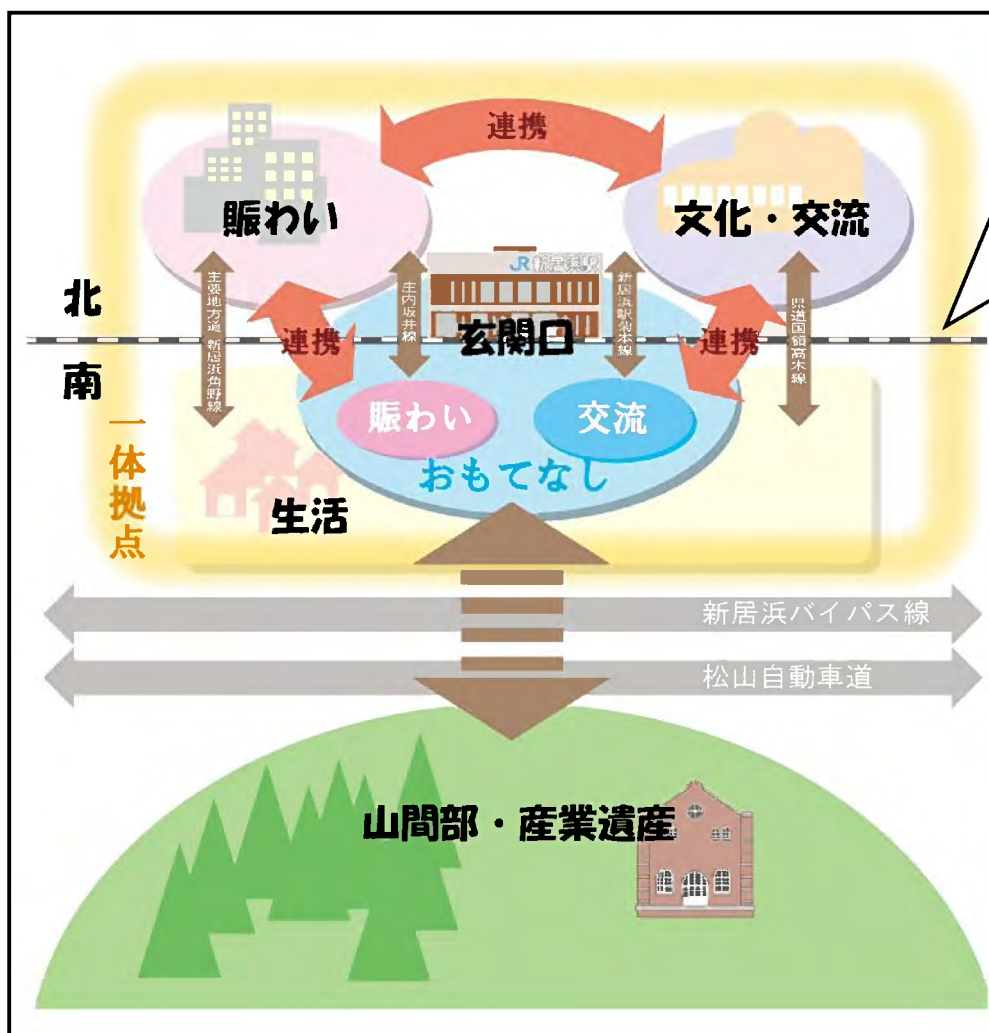 連携
賑わい
文化・交流
JR新居浜駅
北
南
主要地方道 新居浜角野線
庄内坂井線
新居浜駅菊本線
県道国領高木線
連携
玄関口
連携
賑わい
交流
おもてなし
一体拠点
生活
新居浜バイパス線
松山自動車道
山間部・産業遺産